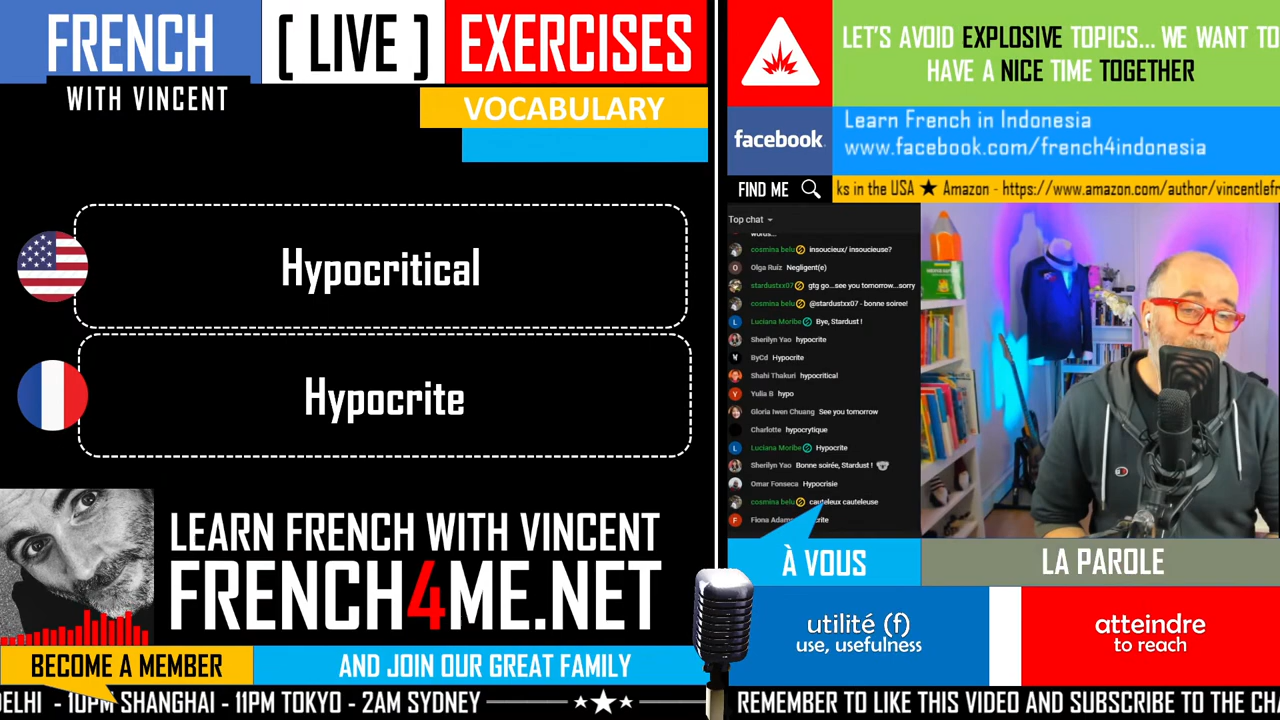 FRENCH
[ LIVE ]
EXERCISES
WITH VINCENT
VOCABULARY
Hypocritical
Hypocrite
LEARN FRENCH WITH VINCENT
FRENCH4ME.NET
BECOME A MEMBER
AND JOIN OUR GREAT FAMILY
DELHI - 10PM SHANGHAI - 11PM TOKYO - 2AM SYDNEY
LET'S AVOID EXPLOSIVE TOPICS... WE WANT TO
HAVE A NICE TIME TOGETHER
facebook.
Learn French in Indonesia
www.facebook.com/french4indonesia
FIND ME
ks in the USA ★ Amazon - https://www.amazon.com/author/vincentlefr
Top chat
words...
cosmina belu insoucieux/ insoucieuse?
Olga Ruíz Negligent(e)
stardustxx07 gtg go...see you tomorrow...sorry
cosmina belu @stardustxx07 - bonne soiree!
Luciana Moribe Bye, Stardust !
Sherilyn Yao hypocrite
ByCd Hypocrite
Shahi Thakuri hypocritical
Yulia B hypo
Gloria Iwen Chuang See you tomorrow
Charlotte hypocrytique
Luciana Moribe Hypocrite
Sherilyn Yao Bonne soirée, Stardust !
Omar Fonseca Hypocrisie
cosmina belu cauteleux cauteleuse
Fiona Adams crite
À VOUS
LA PAROLE
utilité (f)
use, usefulness
atteindre
to reach
REMEMBER TO LIKE THIS VIDEO AND SUBSCRIBE TO THE CHA